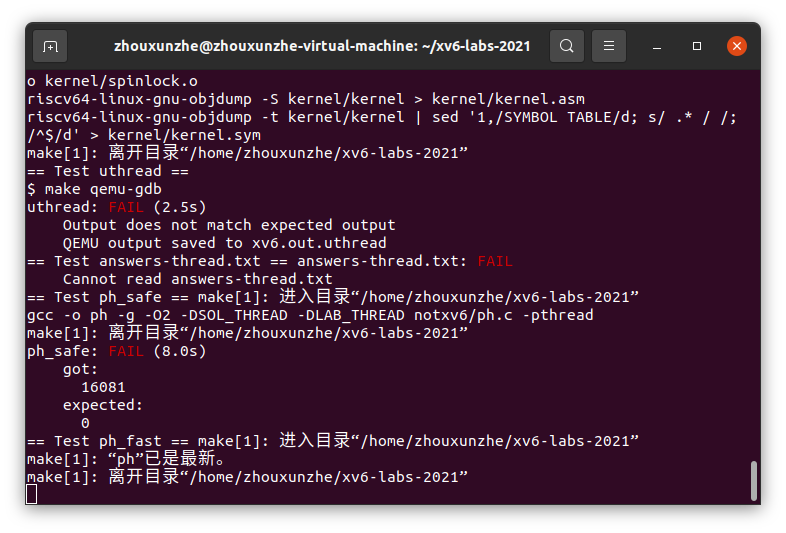 zhouxunzhe@zhouxunzhe-virtual-machine: ~/xv6-labs-2021
o kernel/spinlock.o
riscv64-linux-gnu-objdump -S kernel/kernel > kernel/kernel.asm
riscv64-linux-gnu-objdump -t kernel/kernel | sed '1,/SYMBOL TABLE/d; s/ .* / /;
/^$/d' > kernel/kernel.sym
make[1]: 离开目录“/home/zhouxunzhe/xv6-labs-2021”
== Test uthread ==
$ make qemu-gdb
uthread: FAIL (2.5s)
    Output does not match expected output
    QEMU output saved to xv6.out.uthread
== Test answers-thread.txt == answers-thread.txt: FAIL
    Cannot read answers-thread.txt
== Test ph_safe == make[1]: 进入目录“/home/zhouxunzhe/xv6-labs-2021”
gcc -o ph -g -O2 -DSOL_THREAD -DLAB_THREAD notxv6/ph.c -pthread
make[1]: 离开目录“/home/zhouxunzhe/xv6-labs-2021”
ph_safe: FAIL (8.0s)
    got:
      16081
    expected:
      0
== Test ph_fast == make[1]: 进入目录“/home/zhouxunzhe/xv6-labs-2021”
make[1]: “ph”已是最新。
make[1]: 离开目录“/home/zhouxunzhe/xv6-labs-2021”